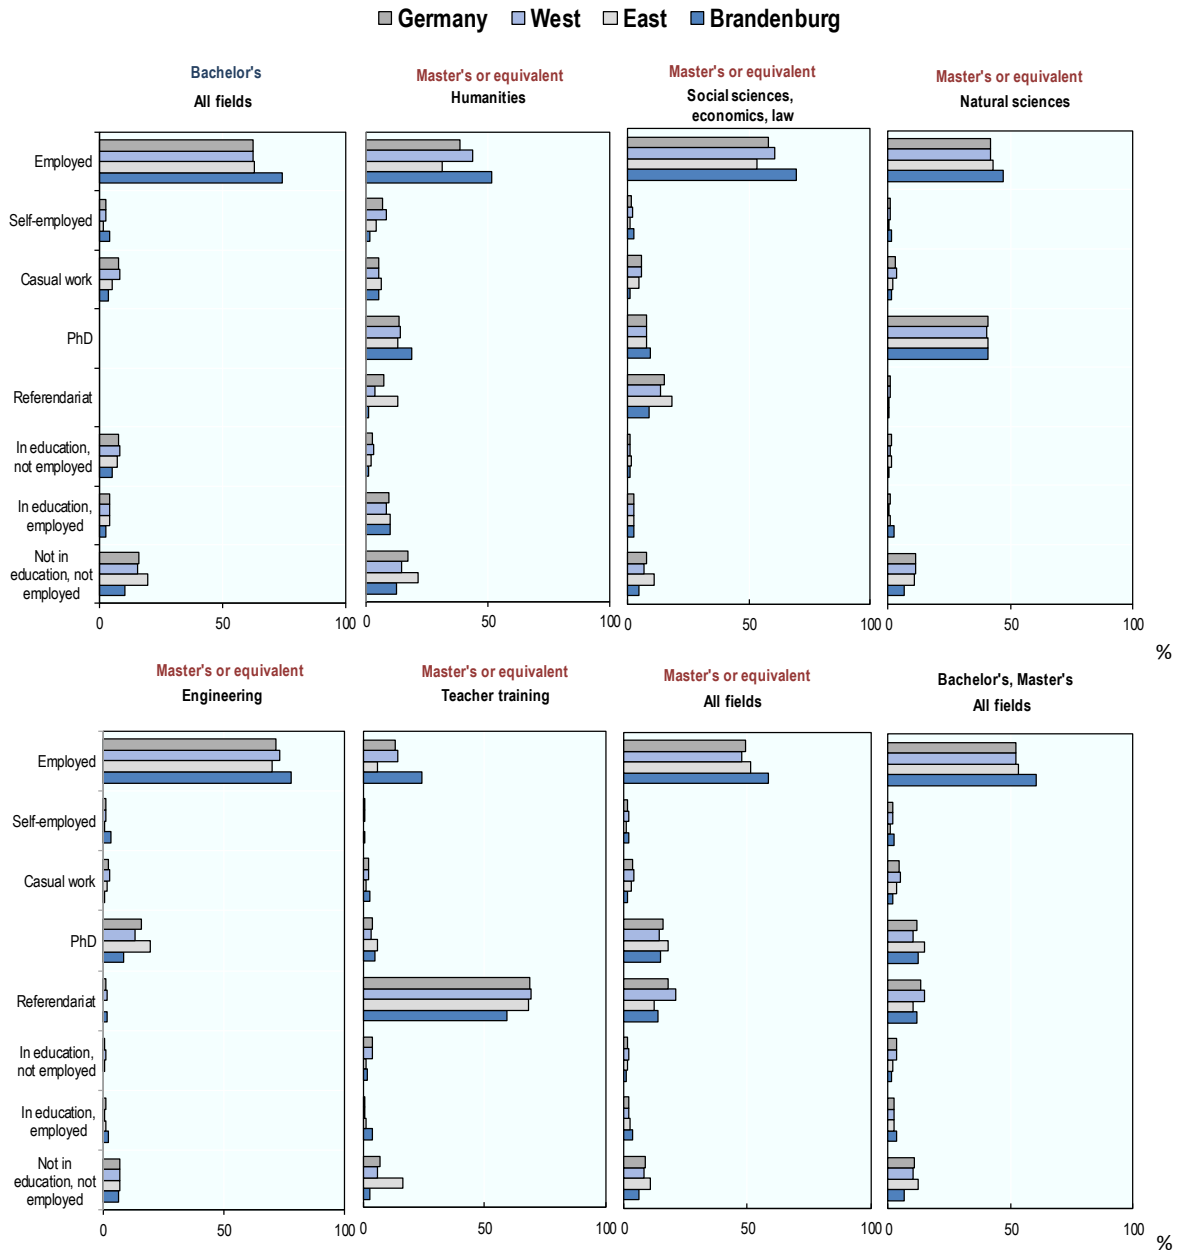 Germany West East Brandenburg
Bachelor's
All fields
Master's or equivalent
Humanities
Master's or equivalent
Social sciences,
economics, law
Master's or equivalent
Natural sciences
Employed
Self-employed
Casual work
PhD
Referendariat
In education,
not employed
In education,
employed
Not in
education, not
employed
0 50 100
0 50 100
0 50 100
0 50 100
%
Master's or equivalent
Engineering
Master's or equivalent
Teacher training
Master's or equivalent
All fields
Bachelor's, Master's
All fields
Employed
Self-employed
Casual work
PhD
Referendariat
In education,
not employed
In education,
employed
Not in
education, not
employed
0 50 100
0 50 100
0 50 100
0 50 100
%